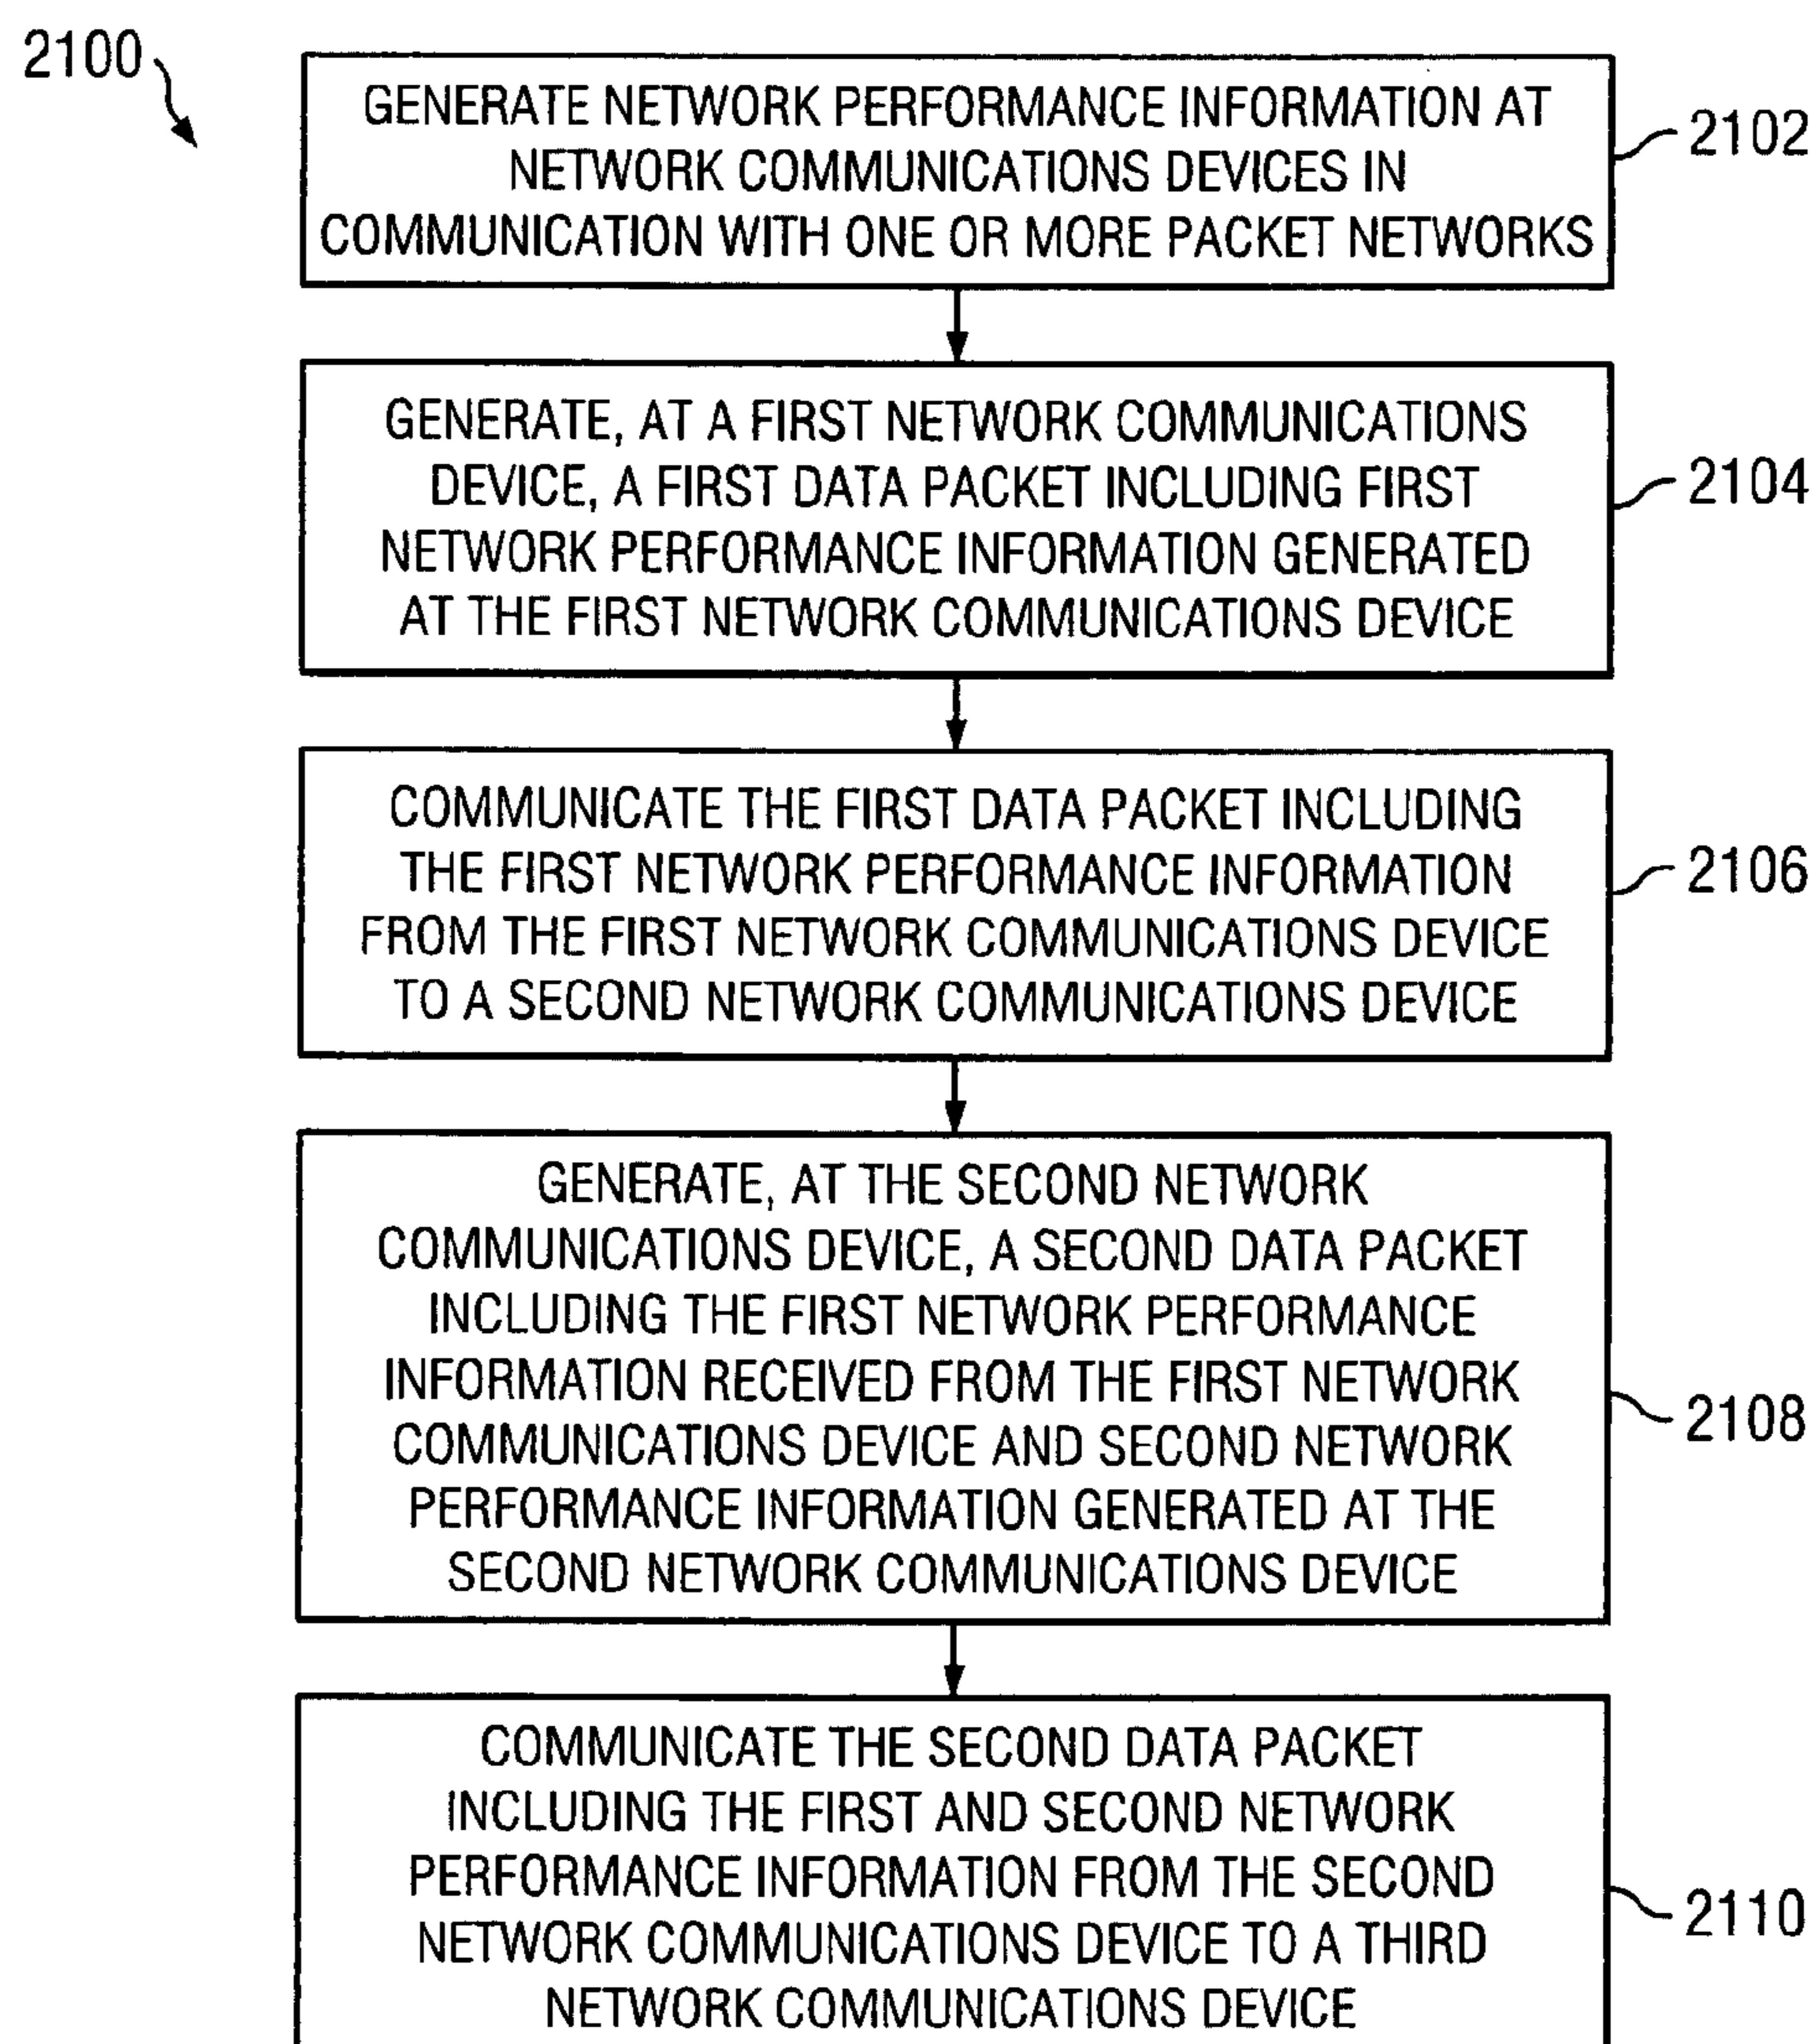 2100
GENERATE NETWORK PERFORMANCE INFORMATION AT
NETWORK COMMUNICATIONS DEVICES IN
COMMUNICATION WITH ONE OR MORE PACKET NETWORKS
2102
GENERATE, AT A FIRST NETWORK COMMUNICATIONS
DEVICE, A FIRST DATA PACKET INCLUDING FIRST
NETWORK PERFORMANCE INFORMATION GENERATED
AT THE FIRST NETWORK COMMUNICATIONS DEVICE
2104
COMMUNICATE THE FIRST DATA PACKET INCLUDING
THE FIRST NETWORK PERFORMANCE INFORMATION
FROM THE FIRST NETWORK COMMUNICATIONS DEVICE
TO A SECOND NETWORK COMMUNICATIONS DEVICE
2106
GENERATE, AT THE SECOND NETWORK
COMMUNICATIONS DEVICE, A SECOND DATA PACKET
INCLUDING THE FIRST NETWORK PERFORMANCE
INFORMATION RECEIVED FROM THE FIRST NETWORK
COMMUNICATIONS DEVICE AND SECOND NETWORK
PERFORMANCE INFORMATION GENERATED AT THE
SECOND NETWORK COMMUNICATIONS DEVICE
2108
COMMUNICATE THE SECOND DATA PACKET
INCLUDING THE FIRST AND SECOND NETWORK
PERFORMANCE INFORMATION FROM THE SECOND
NETWORK COMMUNICATIONS DEVICE TO A THIRD
NETWORK COMMUNICATIONS DEVICE
2110